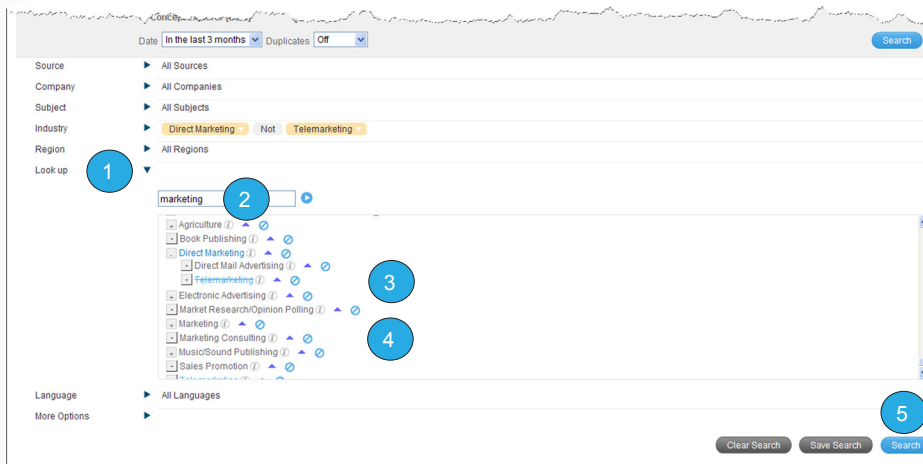 Date In the last 3 months Duplicates Off Search
Source All Sources
Company All Companies
Subject All Subjects
Industry Direct Marketing Not Telemarketing
Region All Regions
Look up 1
marketing 2
+ Agriculture i
- Book Publishing i
- Direct Marketing i
- Direct Mail Advertising i
- Telemarketing i
3
+ Electronic Advertising i
- Market Research/Opinion Polling i
+ Marketing i
- Marketing Consulting i
4
+ Music/Sound Publishing i
- Sales Promotion i
Telemarketing
Language All Languages
More Options
5
Clear Search Save Search Search